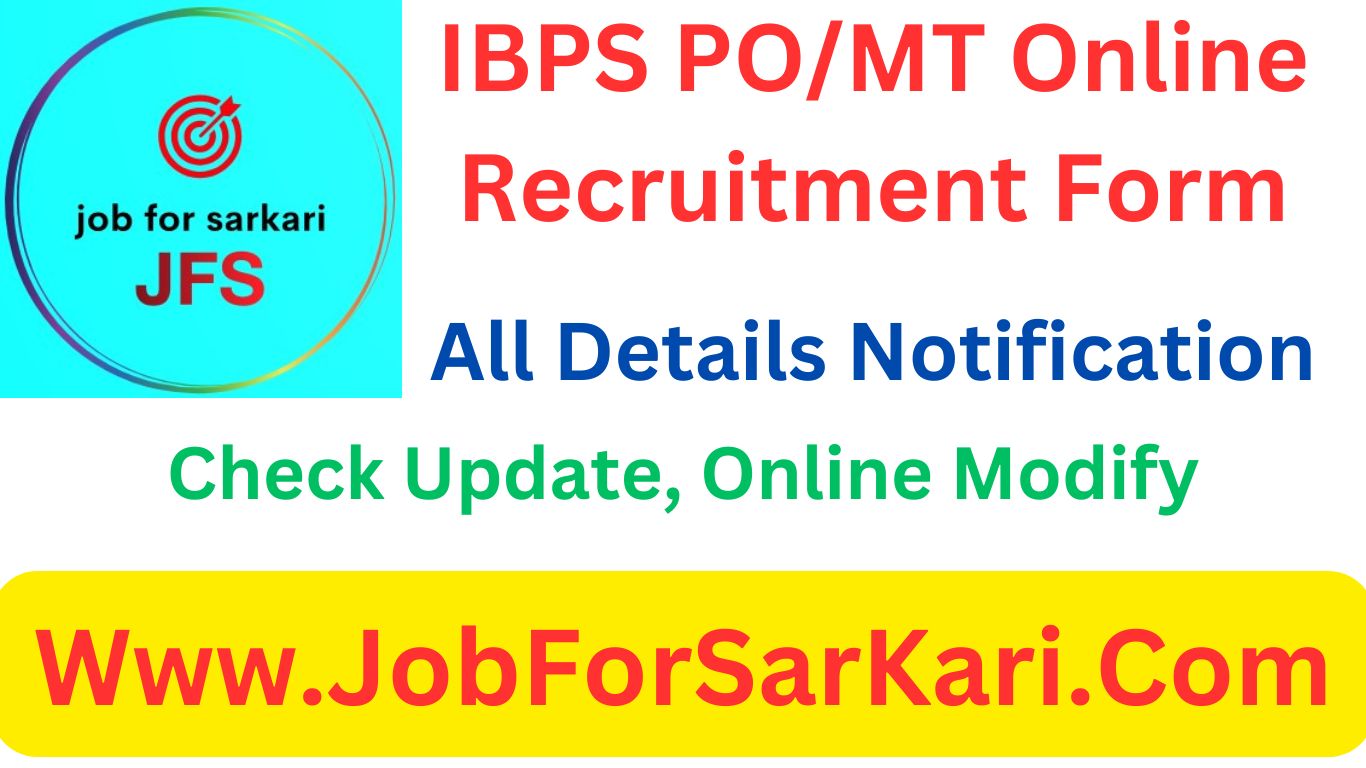 job for sarkari
JFS
IBPS PO/MT Online
Recruitment Form
All Details Notification
Check Update, Online Modify
Www.JobForSarKari.Com